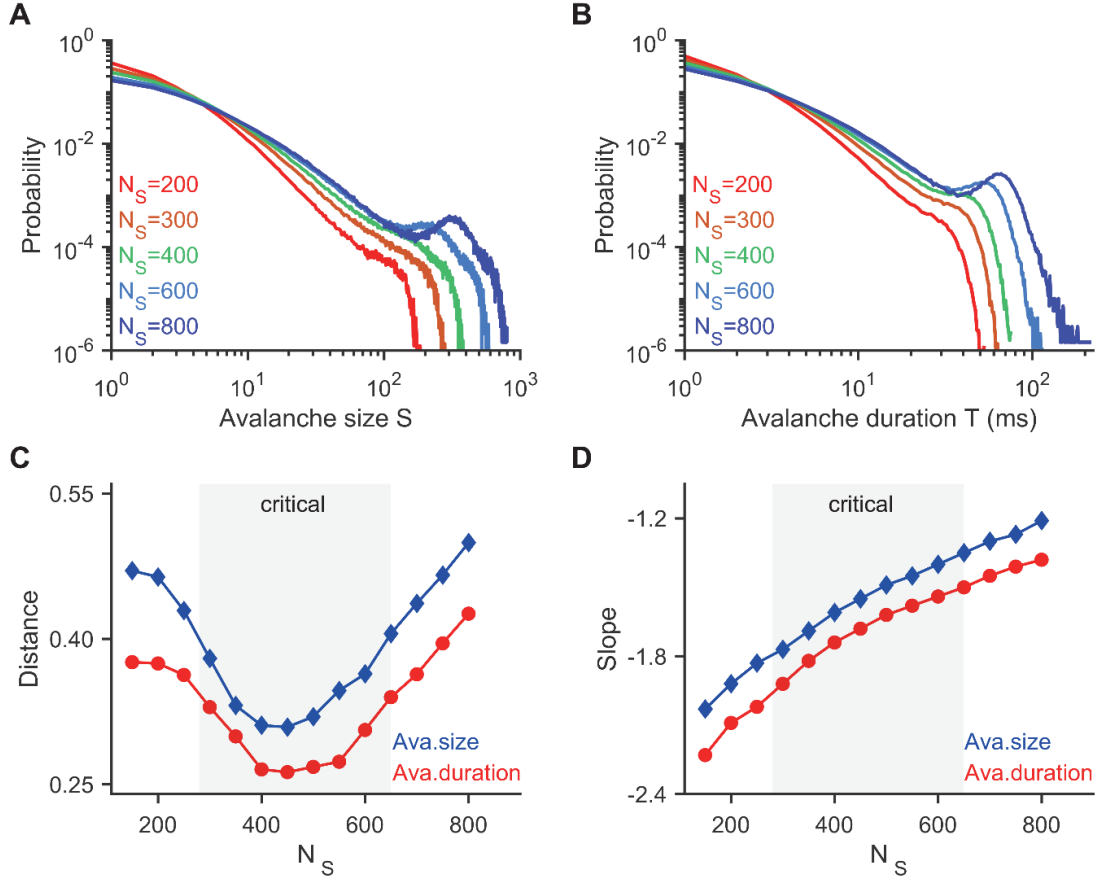 A
10^0
10^-2
10^-4
10^-6
Probability
N_S=200
N_S=300
N_S=400
N_S=600
N_S=800
10^0
10^1
10^2
10^3
Avalanche size S
B
10^0
10^-2
10^-4
10^-6
Probability
N_S=200
N_S=300
N_S=400
N_S=600
N_S=800
10^0
10^1
10^2
Avalanche duration T (ms)
C
0.55
0.40
0.25
Distance
critical
Ava.size
Ava.duration
200
400
600
800
N_S
D
-1.2
-1.8
-2.4
Slope
critical
Ava.size
Ava.duration
200
400
600
800
N_S